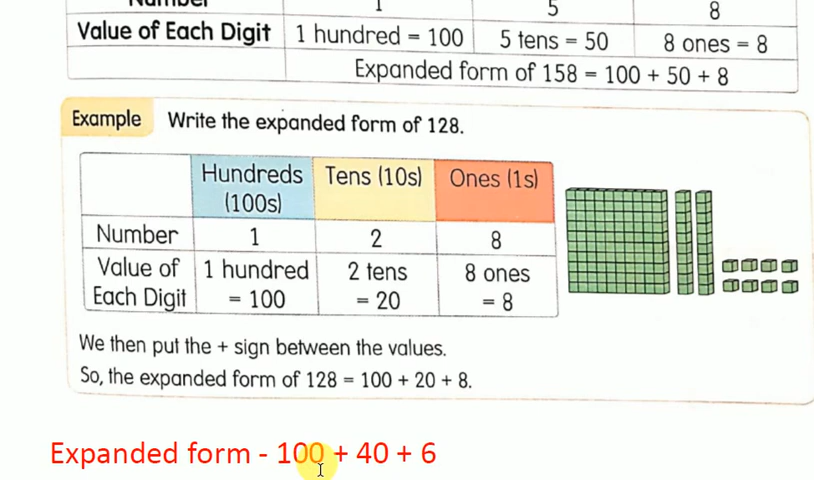 Number 1 5 8
Value of Each Digit 1 hundred = 100 5 tens = 50 8 ones = 8
Expanded form of 158 = 100 + 50 + 8
Example Write the expanded form of 128.
Hundreds (100s) Tens (10s) Ones (1s)
Number 1 2 8
Value of Each Digit 1 hundred = 100 2 tens = 20 8 ones = 8
We then put the + sign between the values.
So, the expanded form of 128 = 100 + 20 + 8.
Expanded form - 100 + 40 + 6